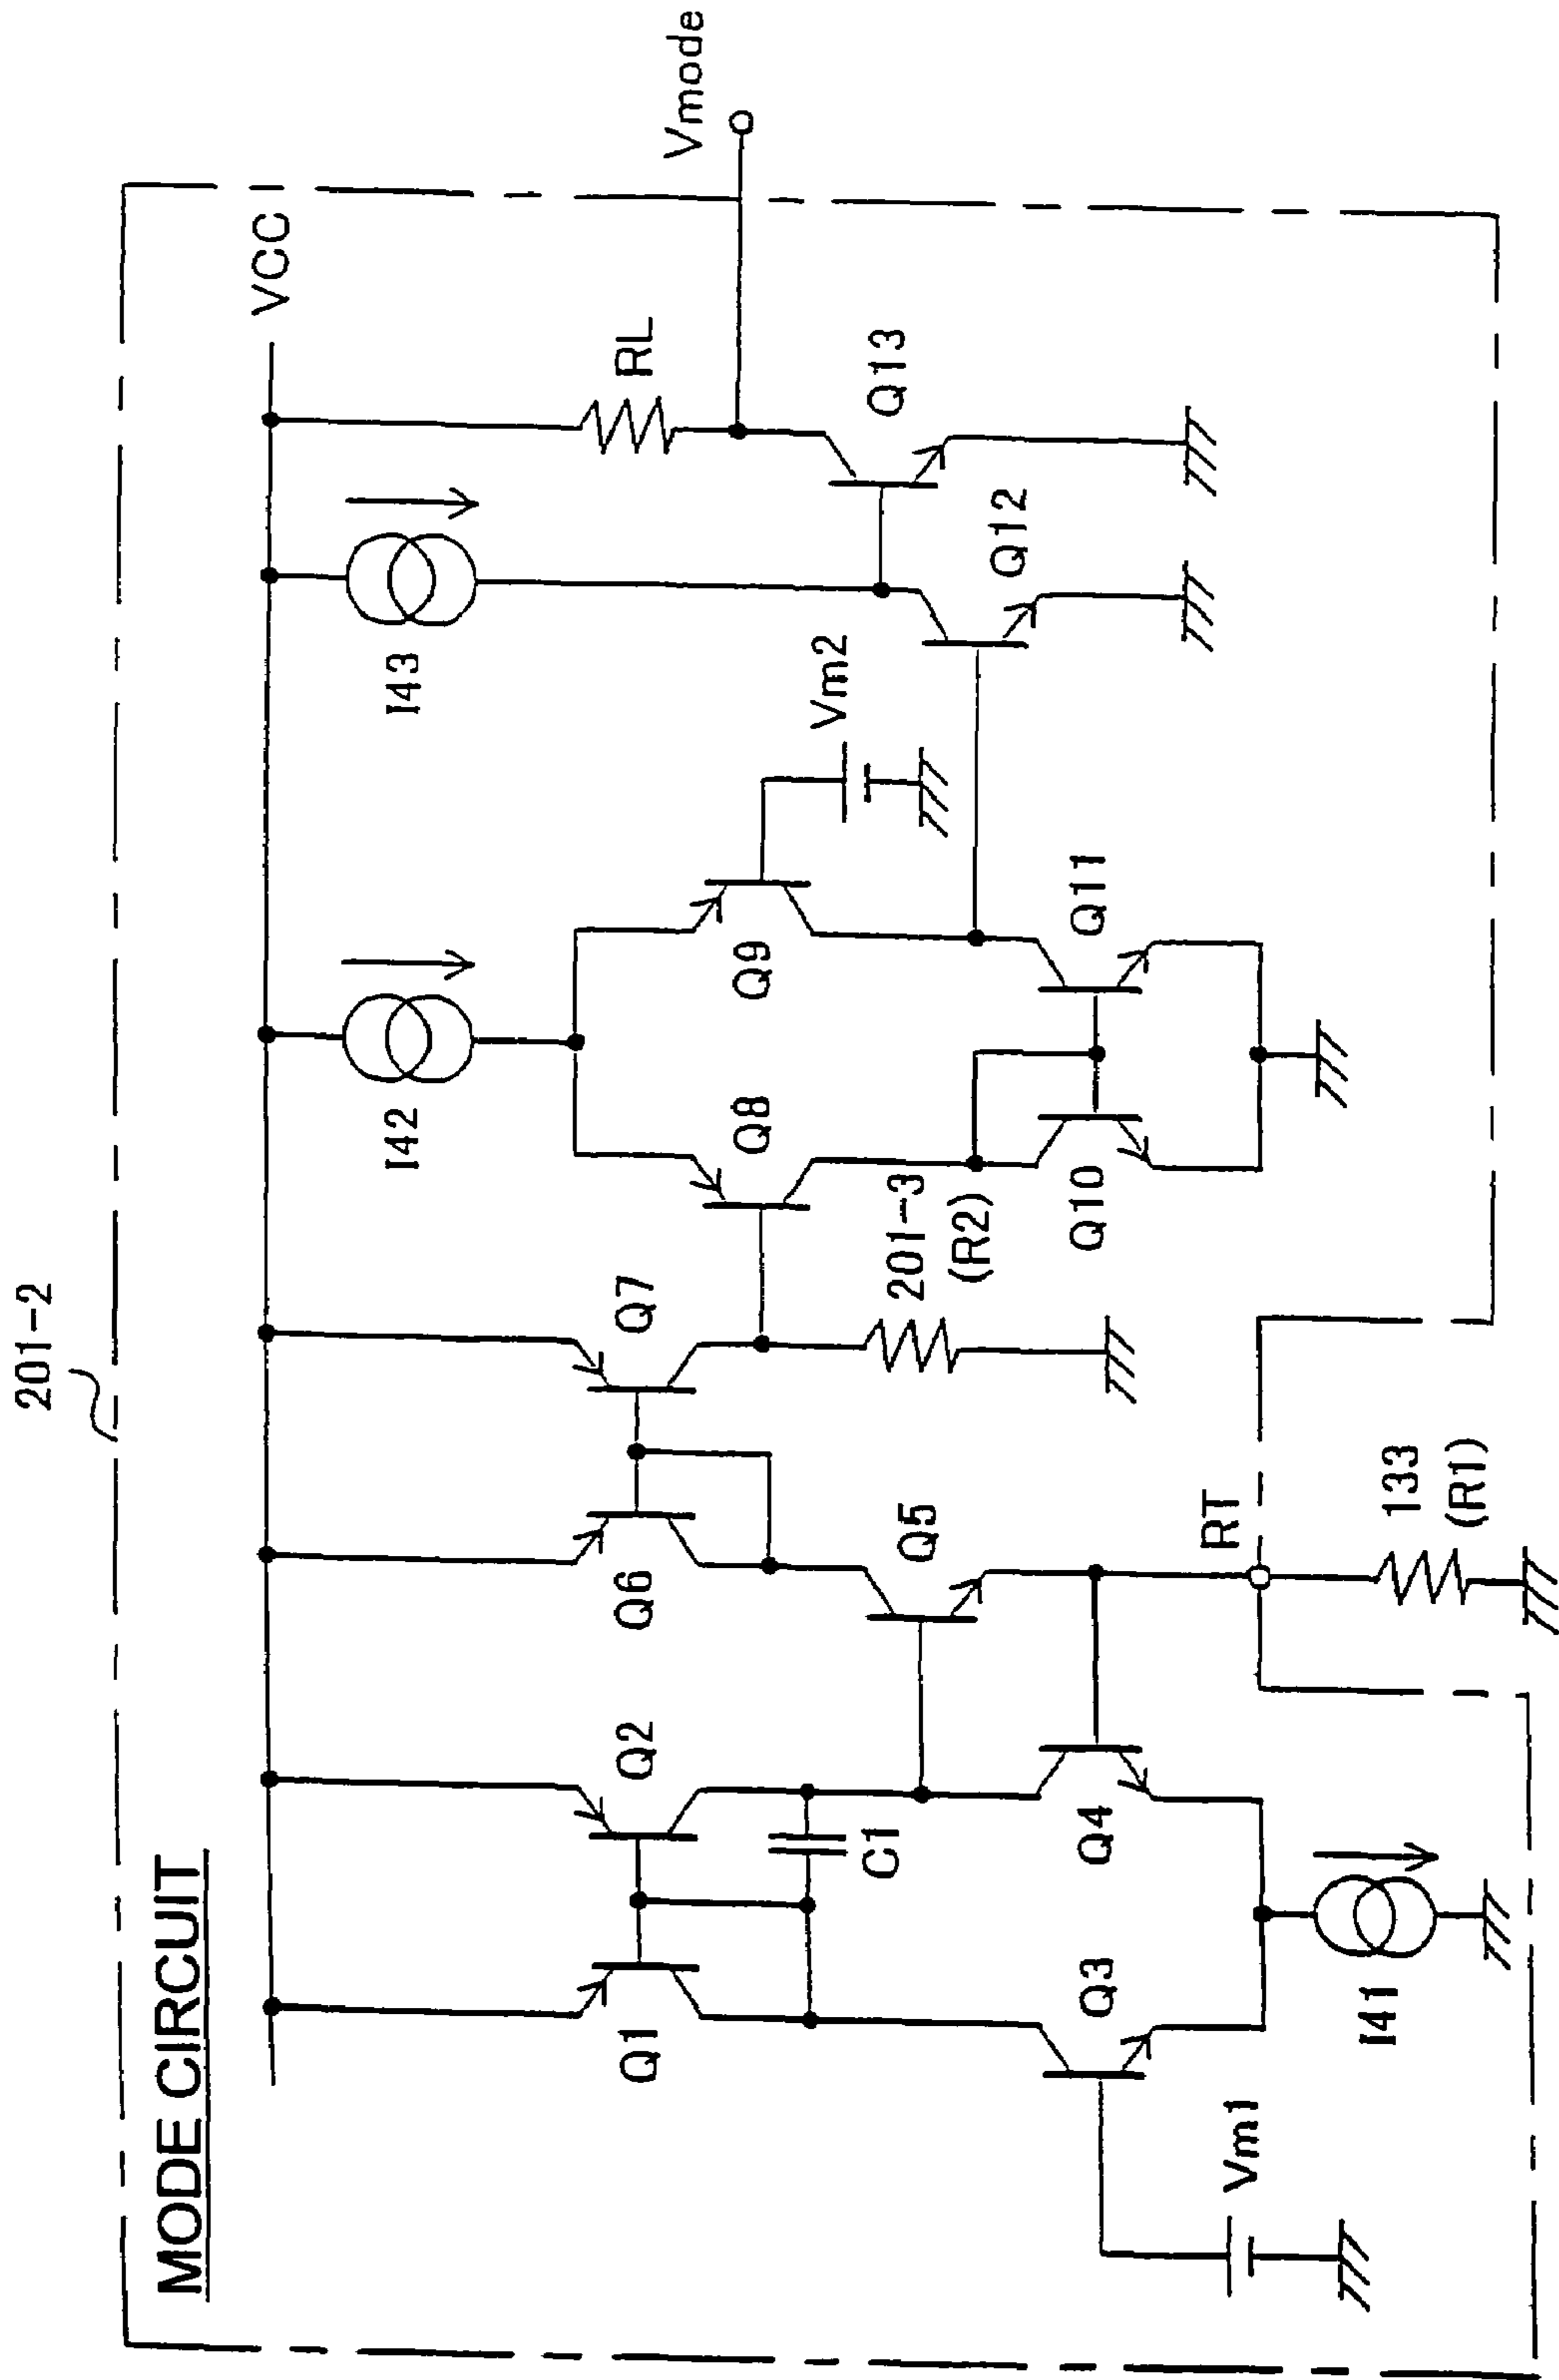 201-2
MODE CIRCUIT
VCC
I42
I43
RL
Vmode
Q1
Q2
Q6
Q7
Q8
Q9
Vm2
Q13
C1
Q5
201-3
(R2)
Q12
Q3
Q4
Q10
Q11
Vm1
RT
I41
133
(R1)